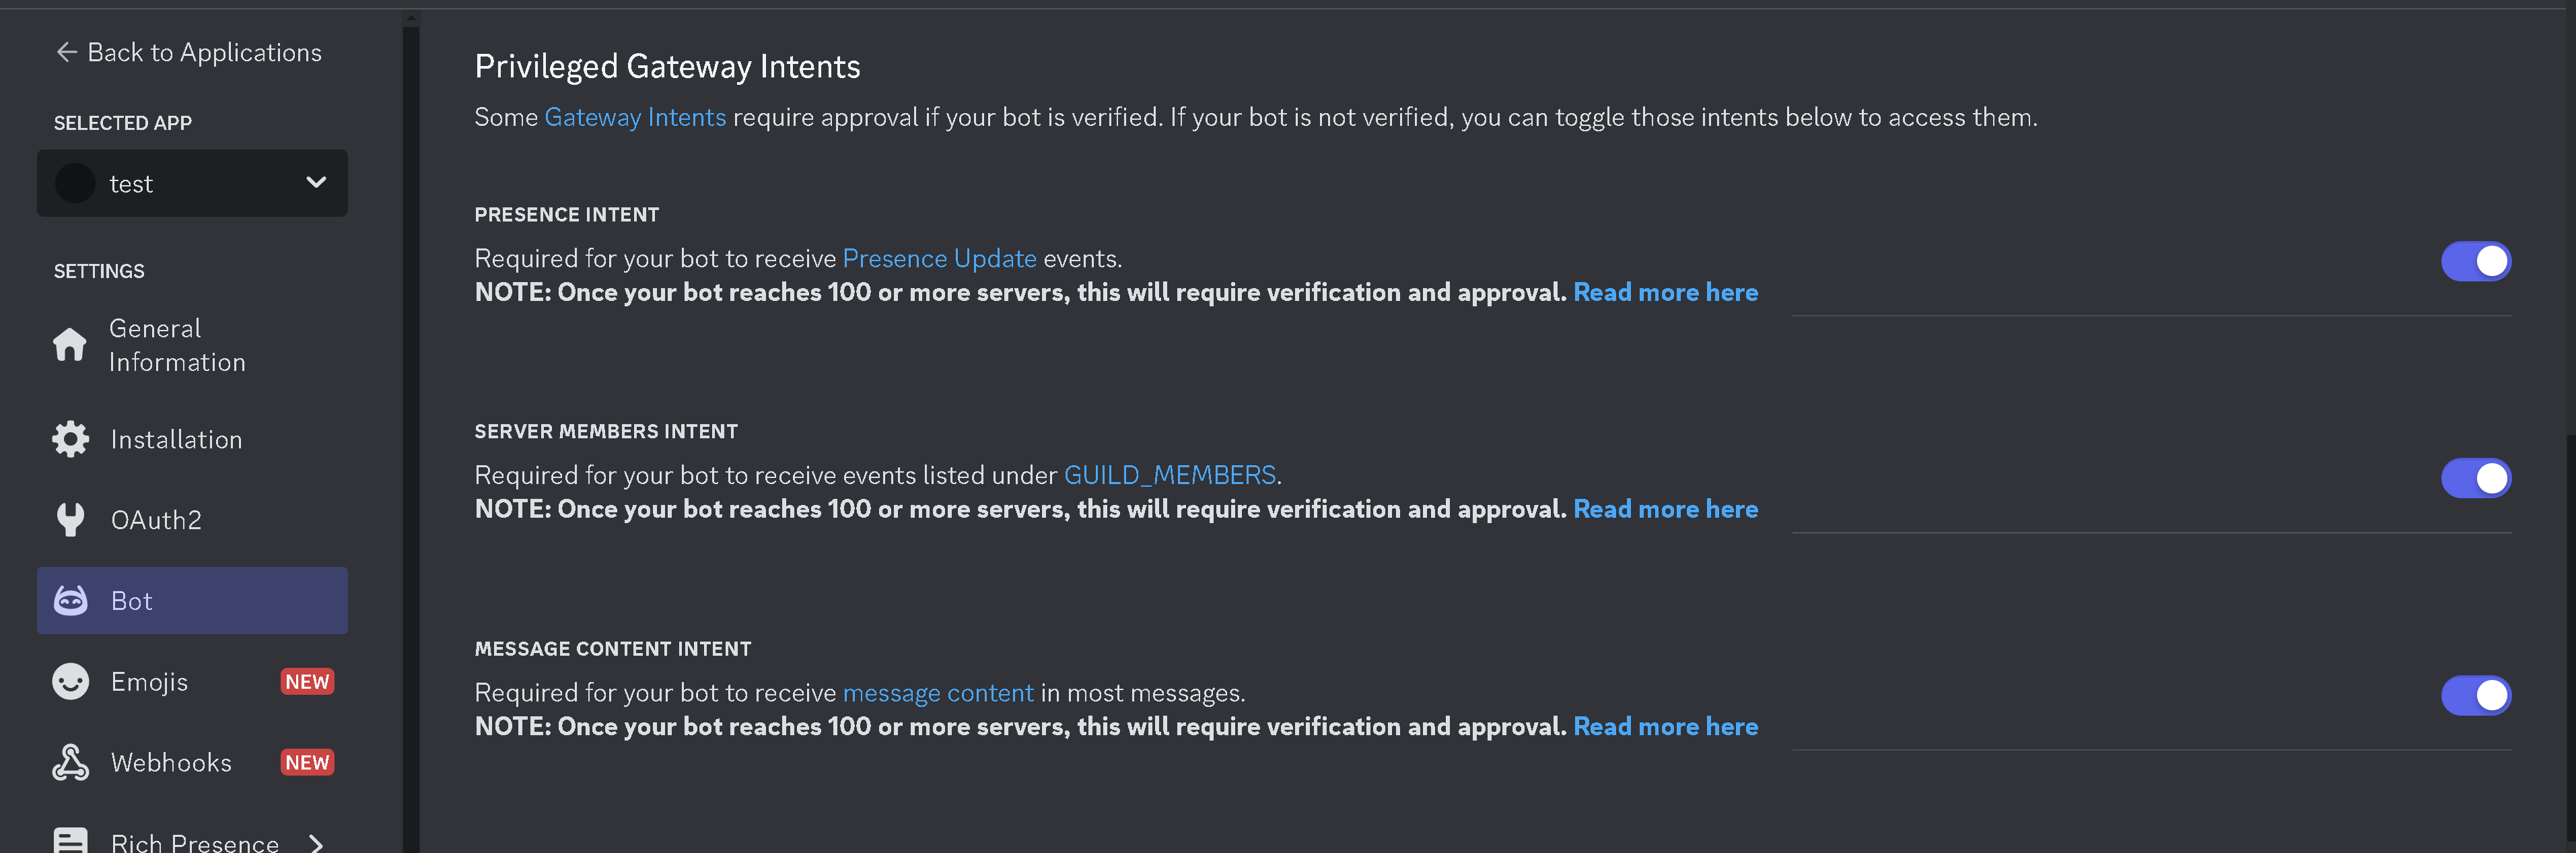 Back to Applications
SELECTED APP
test
SETTINGS
General
Information
Installation
OAuth2
Bot
Emojis NEW
Webhooks NEW
Rich Presence
Privileged Gateway Intents
Some Gateway Intents require approval if your bot is verified. If your bot is not verified, you can toggle those intents below to access them.
PRESENCE INTENT
Required for your bot to receive Presence Update events.
NOTE: Once your bot reaches 100 or more servers, this will require verification and approval. Read more here
SERVER MEMBERS INTENT
Required for your bot to receive events listed under GUILD_MEMBERS.
NOTE: Once your bot reaches 100 or more servers, this will require verification and approval. Read more here
MESSAGE CONTENT INTENT
Required for your bot to receive message content in most messages.
NOTE: Once your bot reaches 100 or more servers, this will require verification and approval. Read more here